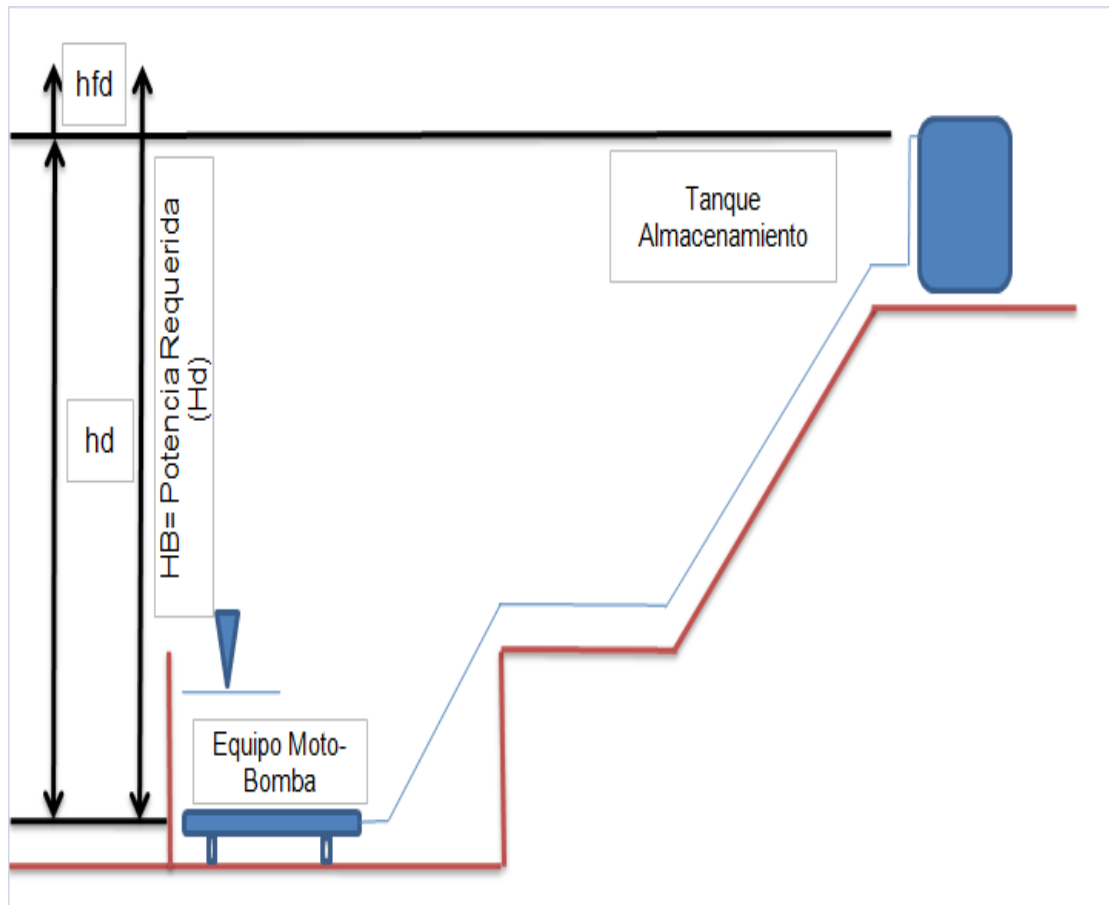 hfd
Tanque
Almacenamiento
HB= Potencia Requerida
(Hd)
hd
Equipo Moto-
Bomba